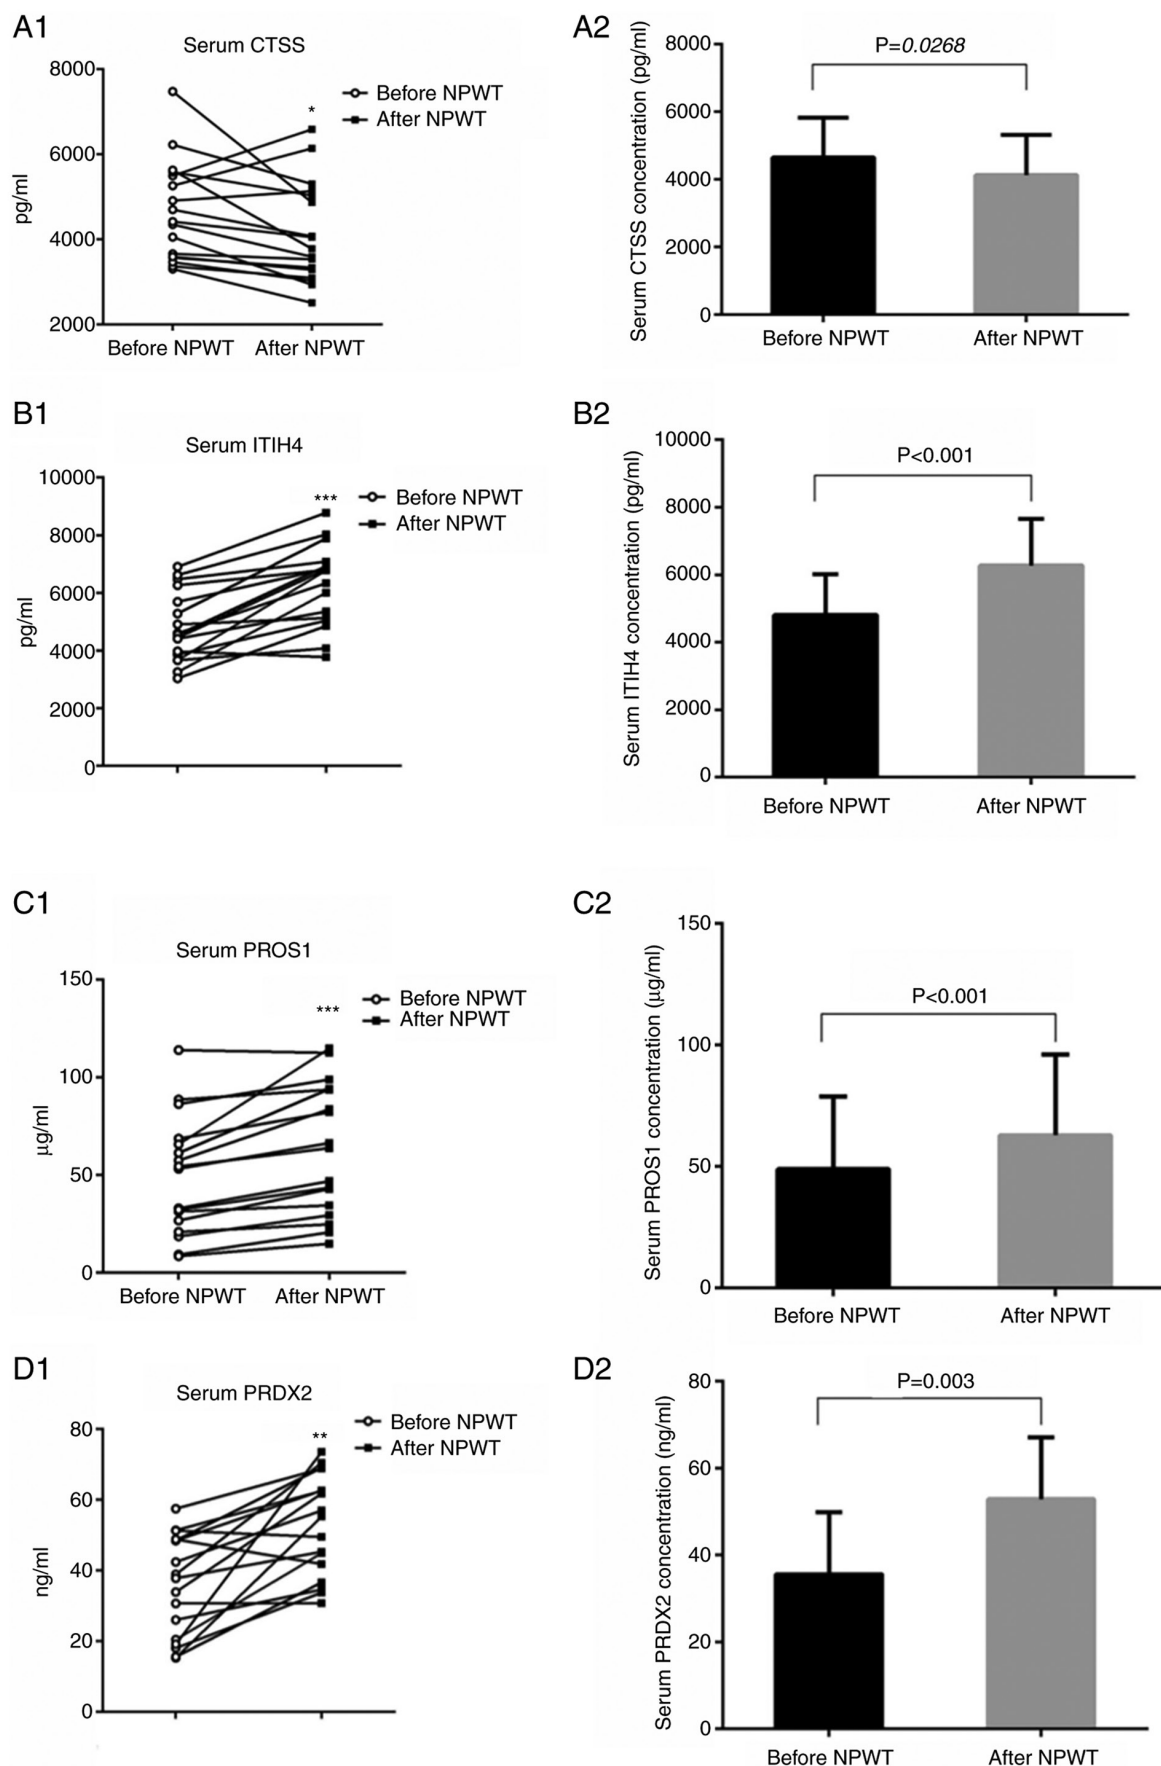 A1
Serum CTSS
8000
6000
4000
2000
pg/ml
*
Before NPWT
After NPWT
Before NPWT After NPWT
A2
8000
6000
4000
2000
0
Serum CTSS concentration (pg/ml)
P=0.0268
Before NPWT After NPWT
B1
Serum ITIH4
10000
8000
6000
4000
2000
0
pg/ml
***
Before NPWT
After NPWT
B2
10000
8000
6000
4000
2000
0
Serum ITIH4 concentration (pg/ml)
P<0.001
Before NPWT After NPWT
C1
Serum PROS1
150
100
50
0
µg/ml
***
Before NPWT
After NPWT
Before NPWT After NPWT
C2
150
100
50
0
Serum PROS1 concentration (µg/ml)
P<0.001
Before NPWT After NPWT
D1
Serum PRDX2
80
60
40
20
0
ng/ml
**
Before NPWT
After NPWT
D2
80
60
40
20
0
Serum PRDX2 concentration (ng/ml)
P=0.003
Before NPWT After NPWT